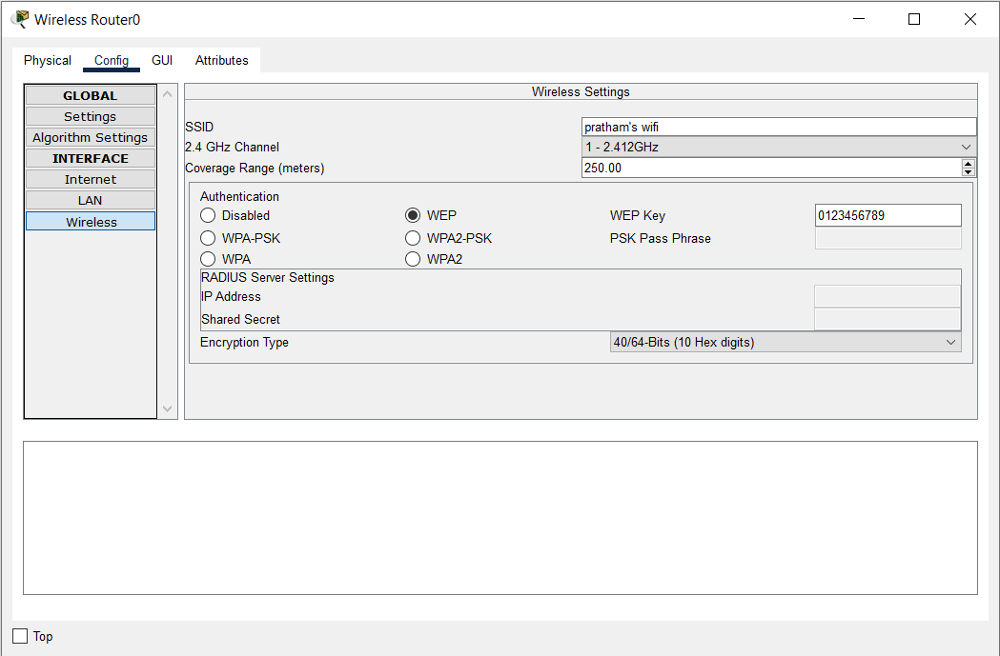 Wireless Router0
Physical Config GUI Attributes
GLOBAL
Settings
Algorithm Settings
INTERFACE
Internet
LAN
Wireless
Wireless Settings
SSID pratham's wifi
2.4 GHz Channel 1 - 2.412GHz
Coverage Range (meters) 250.00
Authentication
Disabled WEP WEP Key 0123456789
WPA-PSK WPA2-PSK PSK Pass Phrase
WPA WPA2
RADIUS Server Settings
IP Address
Shared Secret
Encryption Type 40/64-Bits (10 Hex digits)
Top